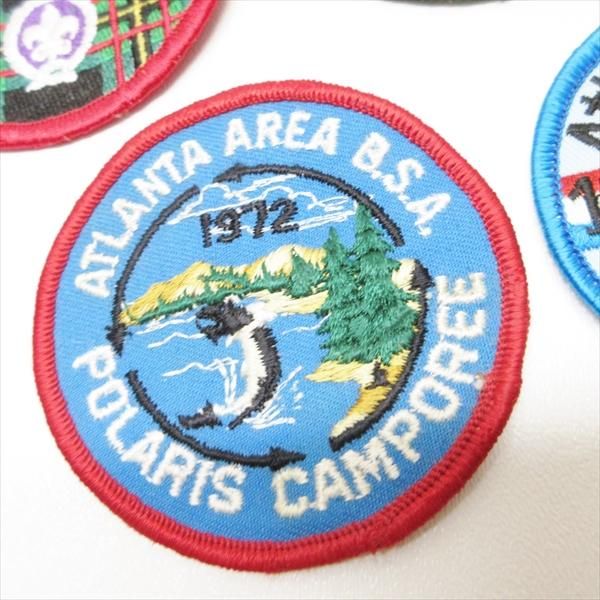 ATLANTA AREA B.S.A.
1972
POLARIS CAMPOREE